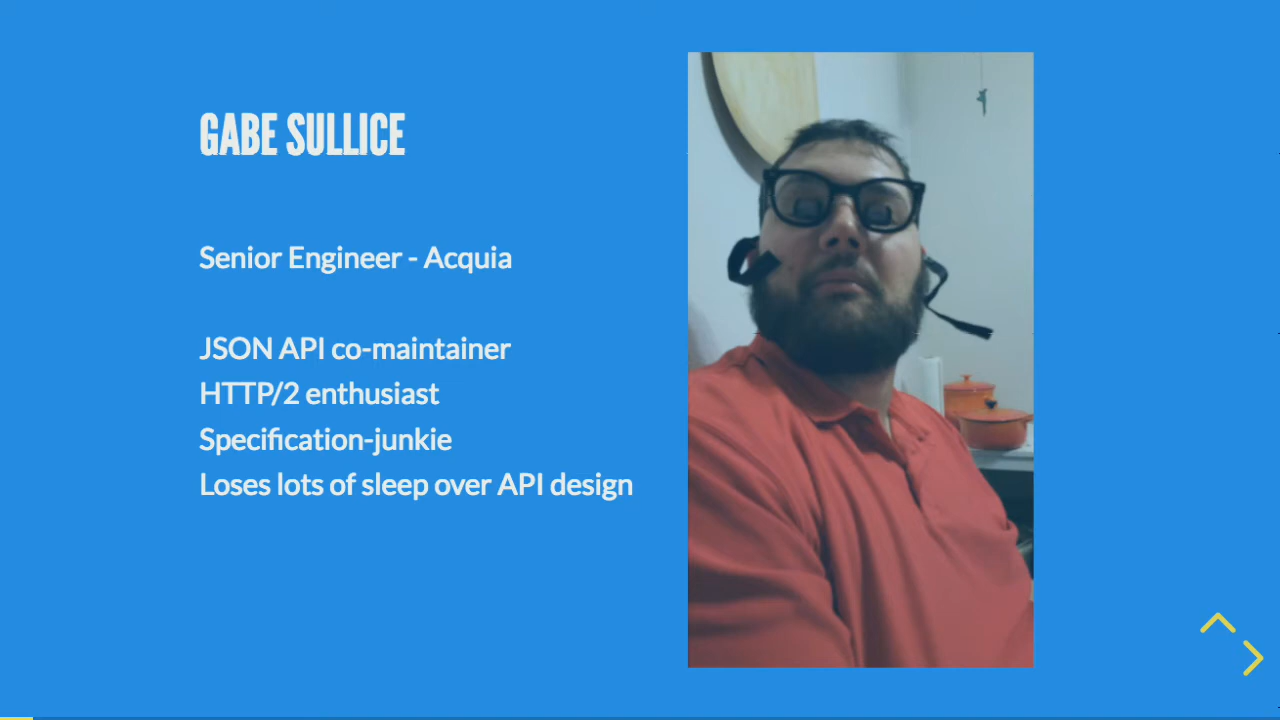 GABE SULLICE
Senior Engineer - Acquia
JSON API co-maintainer
HTTP/2 enthusiast
Specification-junkie
Loses lots of sleep over API design